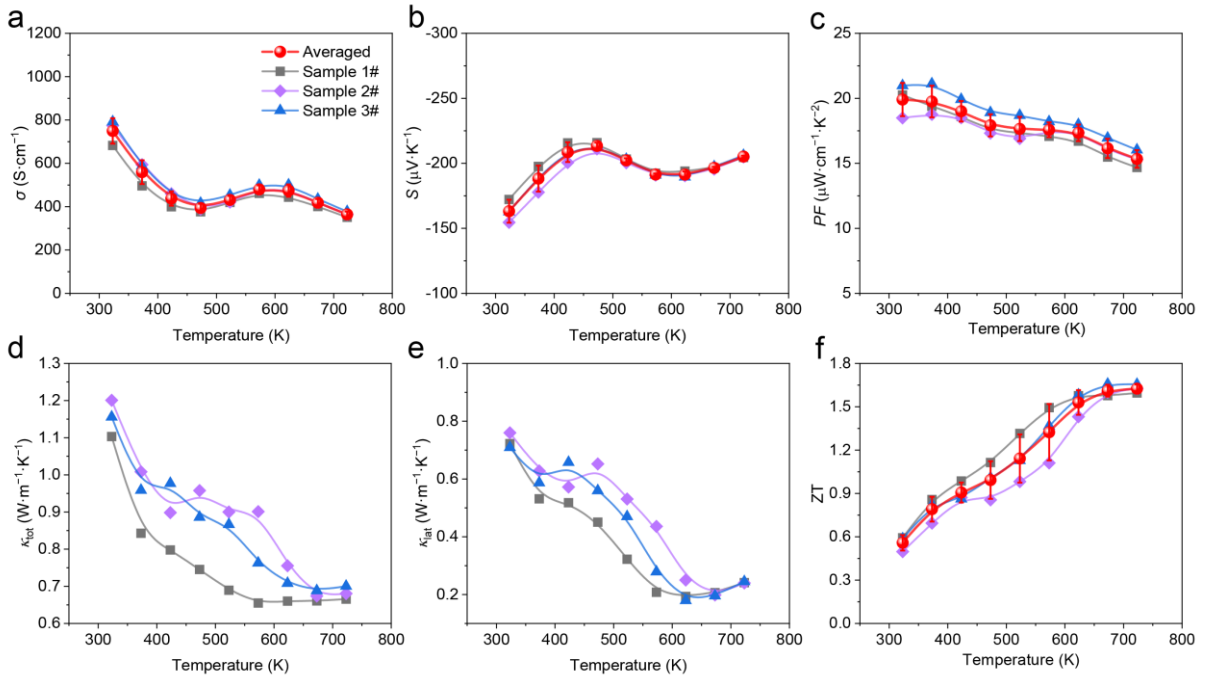 a
1200
1000
800
600
400
200
0
σ (S·cm⁻¹)
300 400 500 600 700 800
Temperature (K)
Averaged
Sample 1#
Sample 2#
Sample 3#
b
-300
-250
-200
-150
-100
S (μV·K⁻¹)
300 400 500 600 700 800
Temperature (K)
c
25
20
15
10
5
PF (μW·cm⁻¹·K⁻²)
300 400 500 600 700 800
Temperature (K)
d
1.3
1.2
1.1
1.0
0.9
0.8
0.7
0.6
κtot (W·m⁻¹·K⁻¹)
300 400 500 600 700 800
Temperature (K)
e
1.0
0.8
0.6
0.4
0.2
κlat (W·m⁻¹·K⁻¹)
300 400 500 600 700 800
Temperature (K)
f
1.8
1.5
1.2
0.9
0.6
0.3
0.0
ZT
300 400 500 600 700 800
Temperature (K)